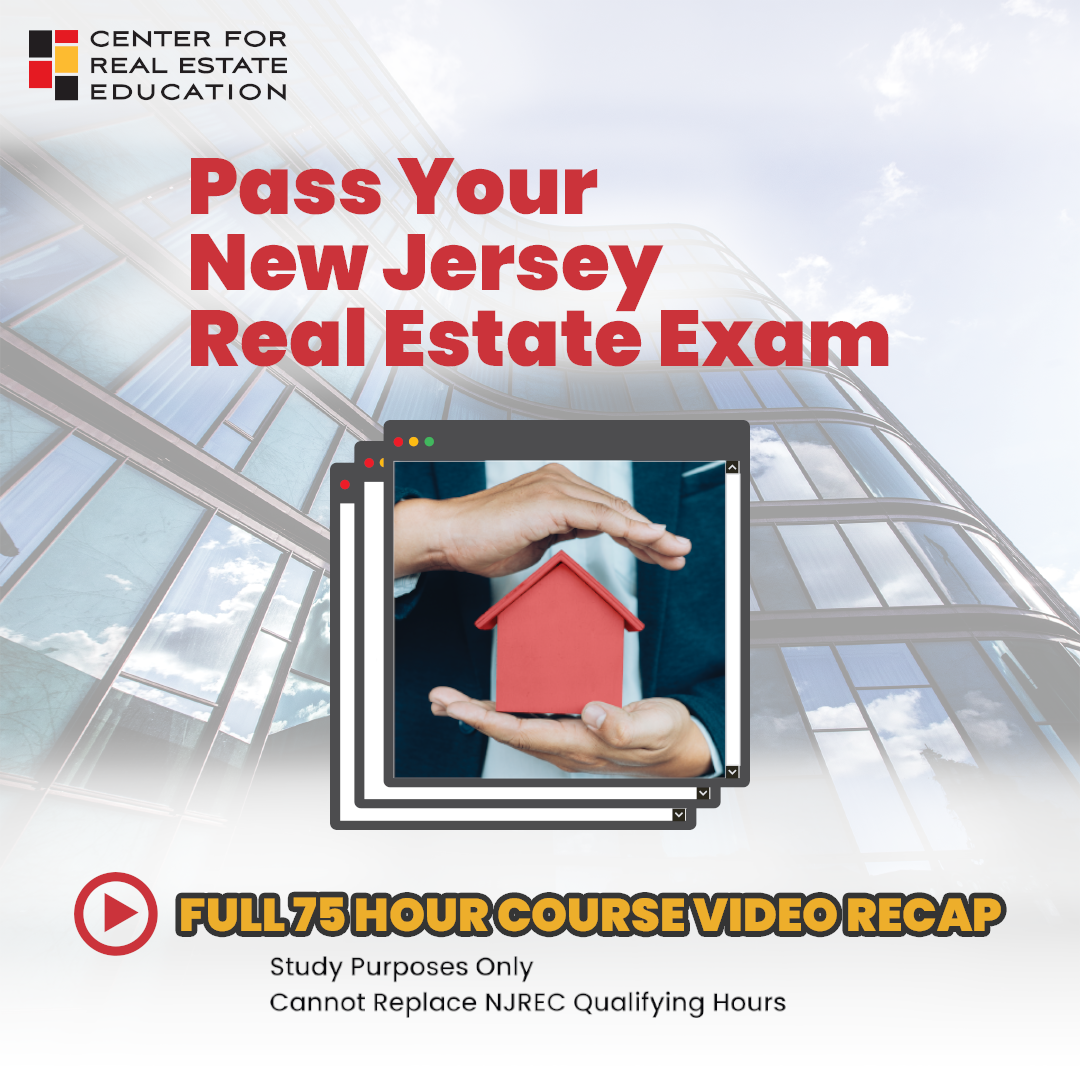 CENTER FOR
REAL ESTATE
EDUCATION
Pass Your
New Jersey
Real Estate Exam
FULL 75 HOUR COURSE VIDEO RECAP
Study Purposes Only
Cannot Replace NJREC Qualifying Hours